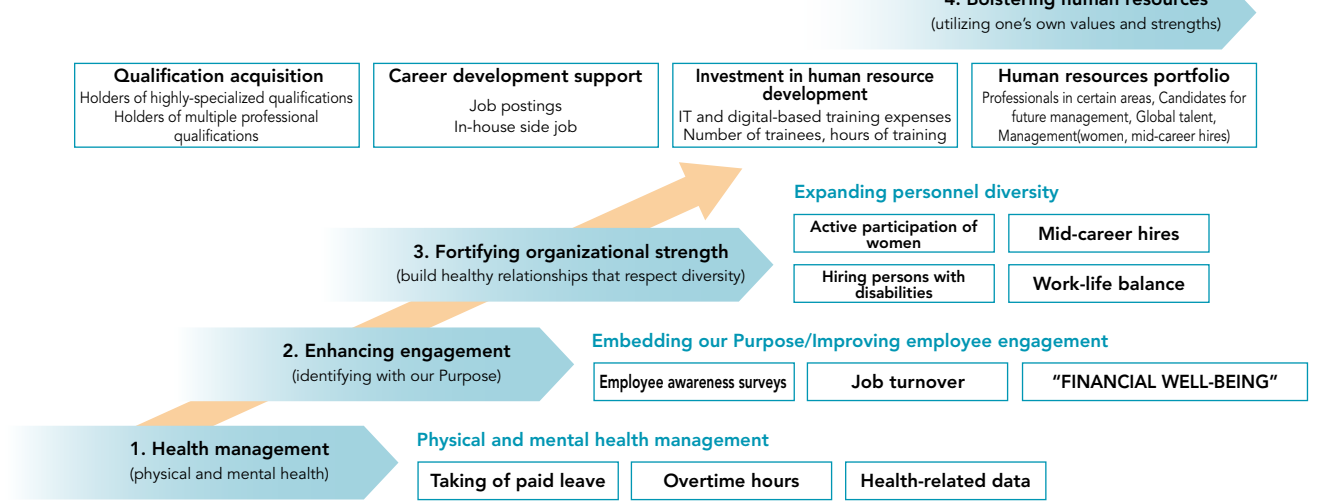 4. Bolstering human resources
(utilizing one's own values and strengths)
Qualification acquisition
Holders of highly-specialized qualifications
Holders of multiple professional
qualifications
Career development support
Job postings
In-house side job
Investment in human resource
development
IT and digital-based training expenses
Number of trainees, hours of training
Human resources portfolio
Professionals in certain areas, Candidates for
future management, Global talent,
Management(women, mid-career hires)
3. Fortifying organizational strength
(build healthy relationships that respect diversity)
Expanding personnel diversity
Active participation of
women
Mid-career hires
Hiring persons with
disabilities
Work-life balance
2. Enhancing engagement
(identifying with our Purpose)
Embedding our Purpose/Improving employee engagement
Employee awareness surveys
Job turnover
"FINANCIAL WELL-BEING"
1. Health management
(physical and mental health)
Physical and mental health management
Taking of paid leave
Overtime hours
Health-related data